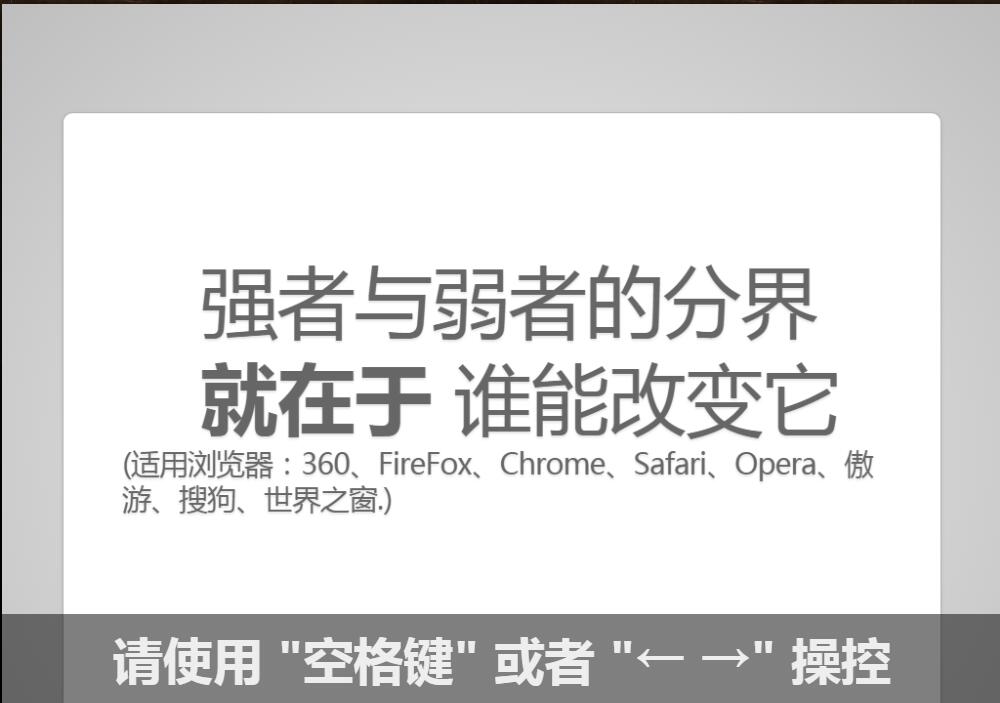 强者与弱者的分界
就在于 谁能改变它
(适用浏览器：360、FireFox、Chrome、Safari、Opera、傲
游、搜狗、世界之窗.)
请使用 "空格键" 或者 "← →" 操控